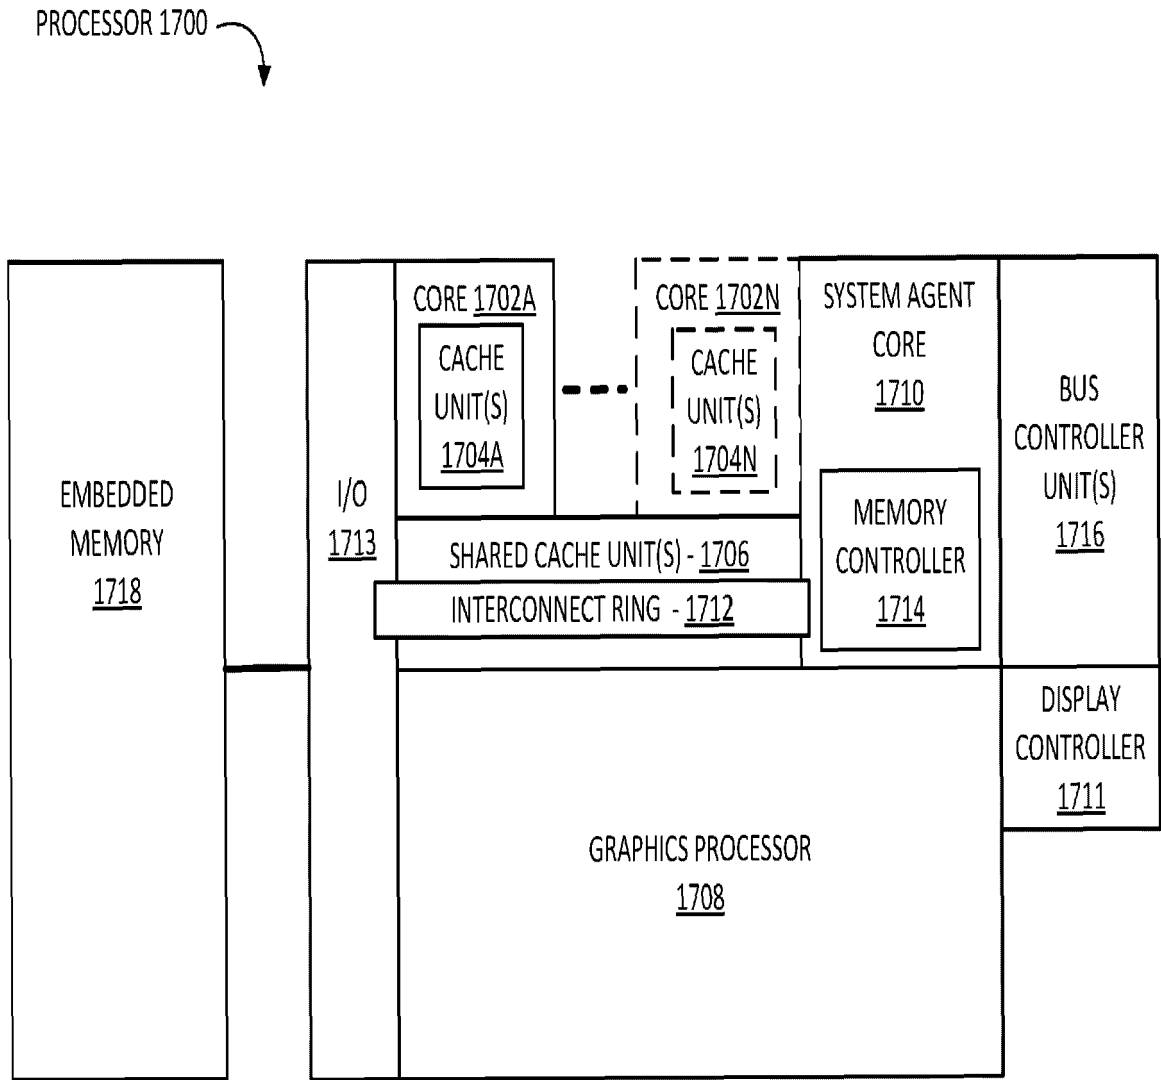 PROCESSOR 1700
EMBEDDED
MEMORY
1718
I/O
1713
CORE 1702A
CACHE
UNIT(S)
1704A
CORE 1702N
CACHE
UNIT(S)
1704N
SHARED CACHE UNIT(S) - 1706
INTERCONNECT RING - 1712
SYSTEM AGENT
CORE
1710
MEMORY
CONTROLLER
1714
BUS
CONTROLLER
UNIT(S)
1716
DISPLAY
CONTROLLER
1711
GRAPHICS PROCESSOR
1708